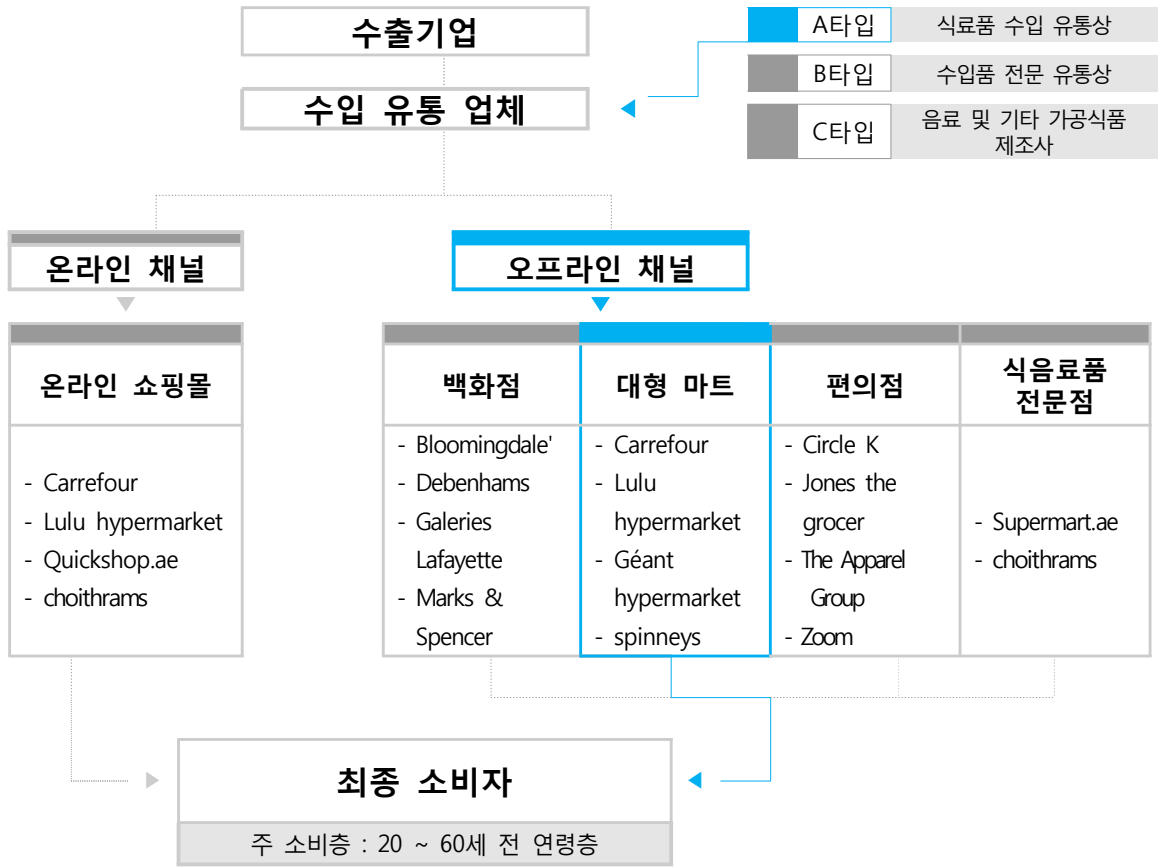 수출기업
수입 유통 업체
A타입 식료품 수입 유통상
B타입 수입품 전문 유통상
C타입 음료 및 기타 가공식품
제조사
온라인 채널
오프라인 채널
온라인 쇼핑몰
- Carrefour
- Lulu hypermarket
- Quickshop.ae
- choithrams
백화점
- Bloomingdale'
- Debenhams
- Galeries
Lafayette
- Marks &
Spencer
대형 마트
- Carrefour
- Lulu
hypermarket
- Géant
hypermarket
- spinneys
편의점
- Circle K
- Jones the
grocer
- The Apparel
Group
- Zoom
식음료품
전문점
- Supermart.ae
- choithrams
최종 소비자
주 소비층 : 20 ~ 60세 전 연령층